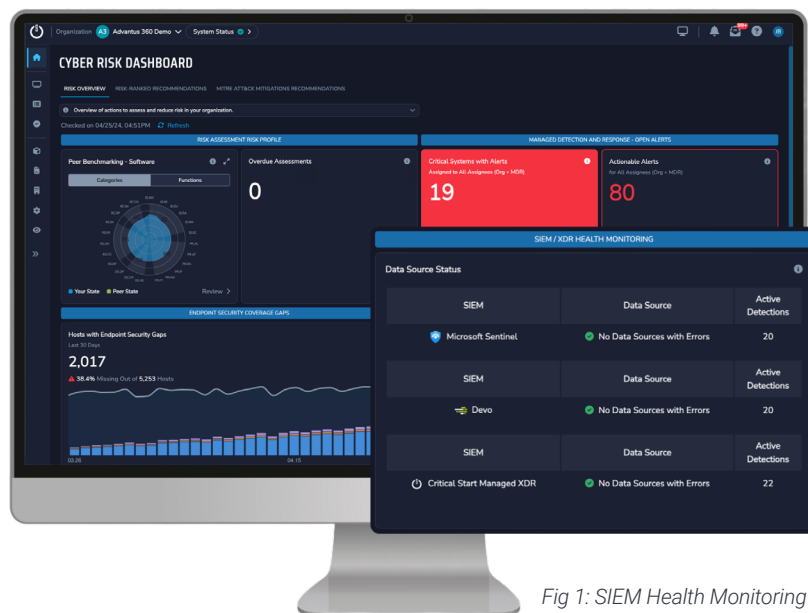 Organization A3 Advantus 360 Demo System Status
99+
JB
CYBER RISK DASHBOARD
RISK OVERVIEW RISK-RANKED RECOMMENDATIONS MITRE ATT&CK MITIGATIONS RECOMMENDATIONS
Overview of actions to assess and reduce risk in your organization.
Checked on 04/25/24, 04:51PM Refresh
RISK ASSESSMENT RISK PROFILE
MANAGED DETECTION AND RESPONSE - OPEN ALERTS
Peer Benchmarking - Software
Categories Functions
Your State Peer State Review
Overdue Assessments
0
Critical Systems with Alerts
Assigned to All Assignees (Org + MDR)
19
Actionable Alerts
for All Assignees (Org + MDR)
80
ENDPOINT SECURITY COVERAGE GAPS
Hosts with Endpoint Security Gaps
Last 30 Days
2,017
38.4% Missing Out of 5,253 Hosts
03.26 04.15
SIEM / XDR HEALTH MONITORING
Data Source Status
SIEM Data Source Active
Detections
Microsoft Sentinel No Data Sources with Errors 20
SIEM Data Source Active
Detections
Devo No Data Sources with Errors 20
SIEM Data Source Active
Detections
Critical Start Managed XDR No Data Sources with Errors 22
Fig 1: SIEM Health Monitoring